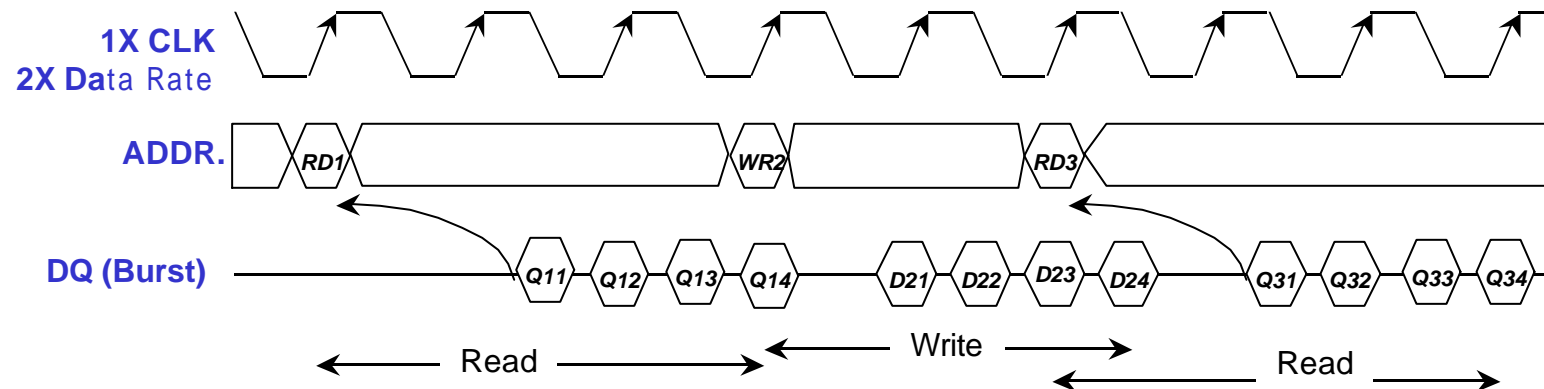 1X CLK
2X Data Rate
ADDR.
RD1 WR2 RD3
DQ (Burst)
Q11 Q12 Q13 Q14 D21 D22 D23 D24 Q31 Q32 Q33 Q34
Read Write Read